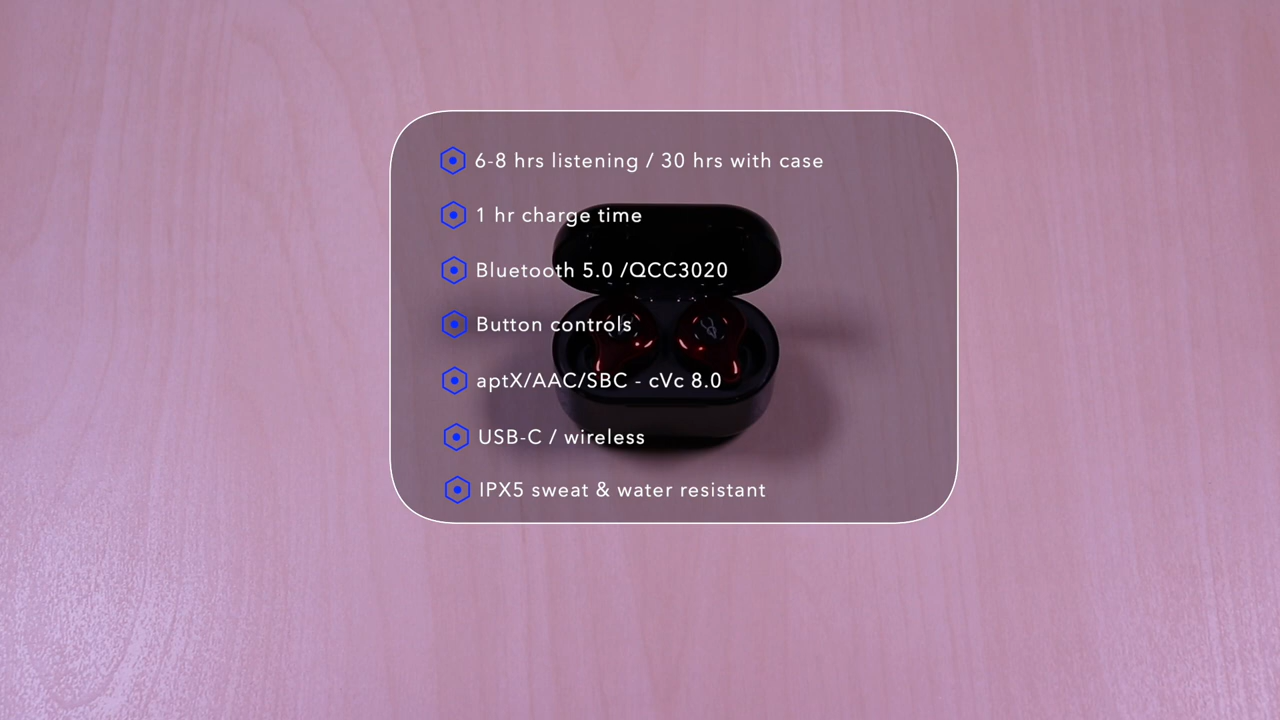 6-8 hrs listening / 30 hrs with case
1 hr charge time
Bluetooth 5.0 /QCC3020
Button controls
aptX/AAC/SBC - cVc 8.0
USB-C / wireless
IPX5 sweat & water resistant